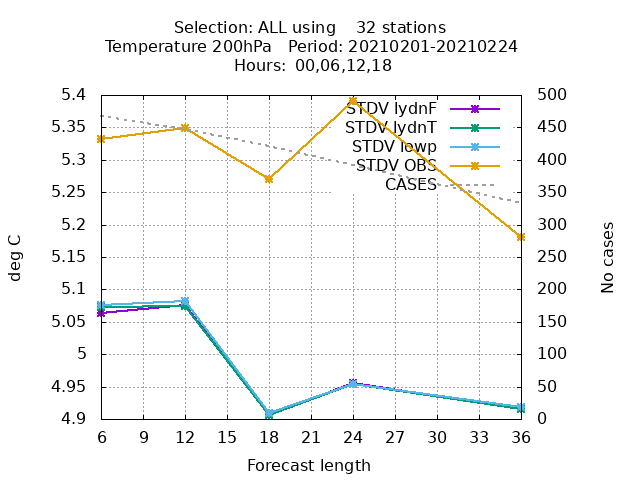 Selection: ALL using    32 stations
Temperature 200hPa   Period: 20210201-20210224
Hours:  00,06,12,18
5.4
5.35
5.3
5.25
5.2
5.15
5.1
5.05
5
4.95
4.9
deg C
500
450
400
350
300
250
200
150
100
50
0
No cases
STDV lydnF
STDV lydnT
STDV iowp
STDV OBS
CASES
6 9 12 15 18 21 24 27 30 33 36
Forecast length